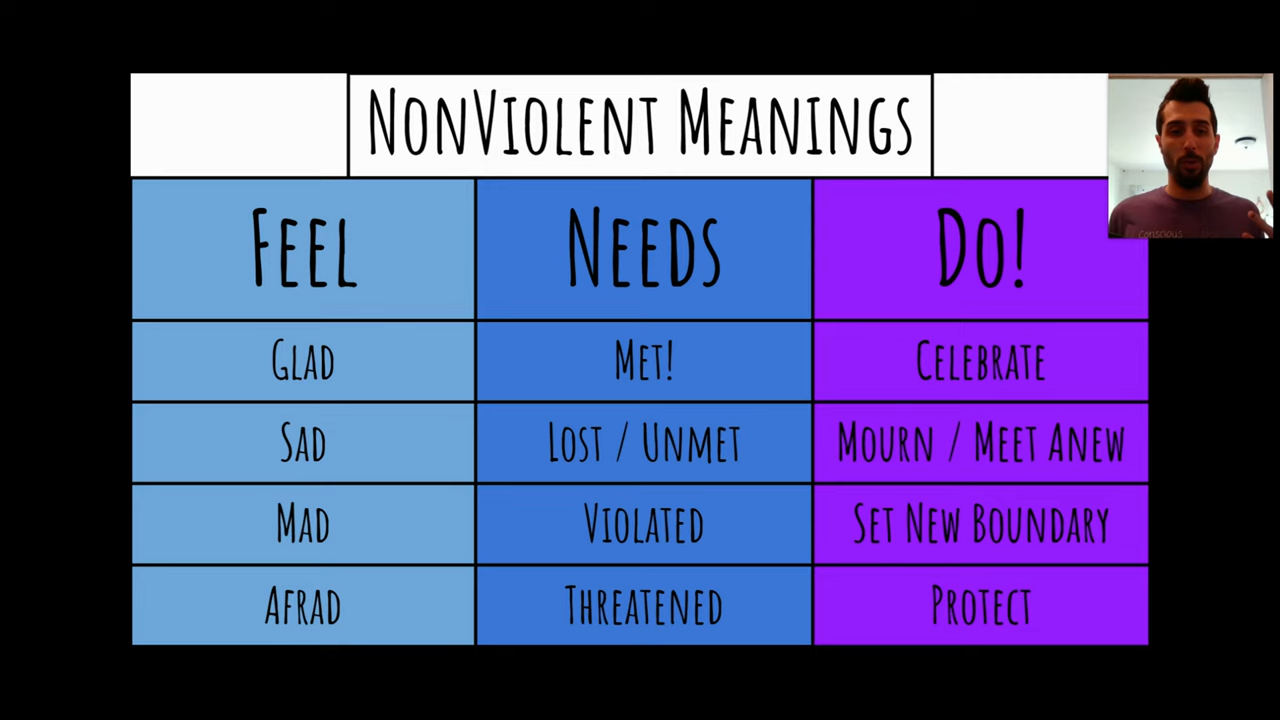 NonViolent Meanings
Feel Needs Do!
Glad Met! Celebrate
Sad Lost / Unmet Mourn / Meet Anew
Mad Violated Set New Boundary
Afrad Threatened Protect
conscious